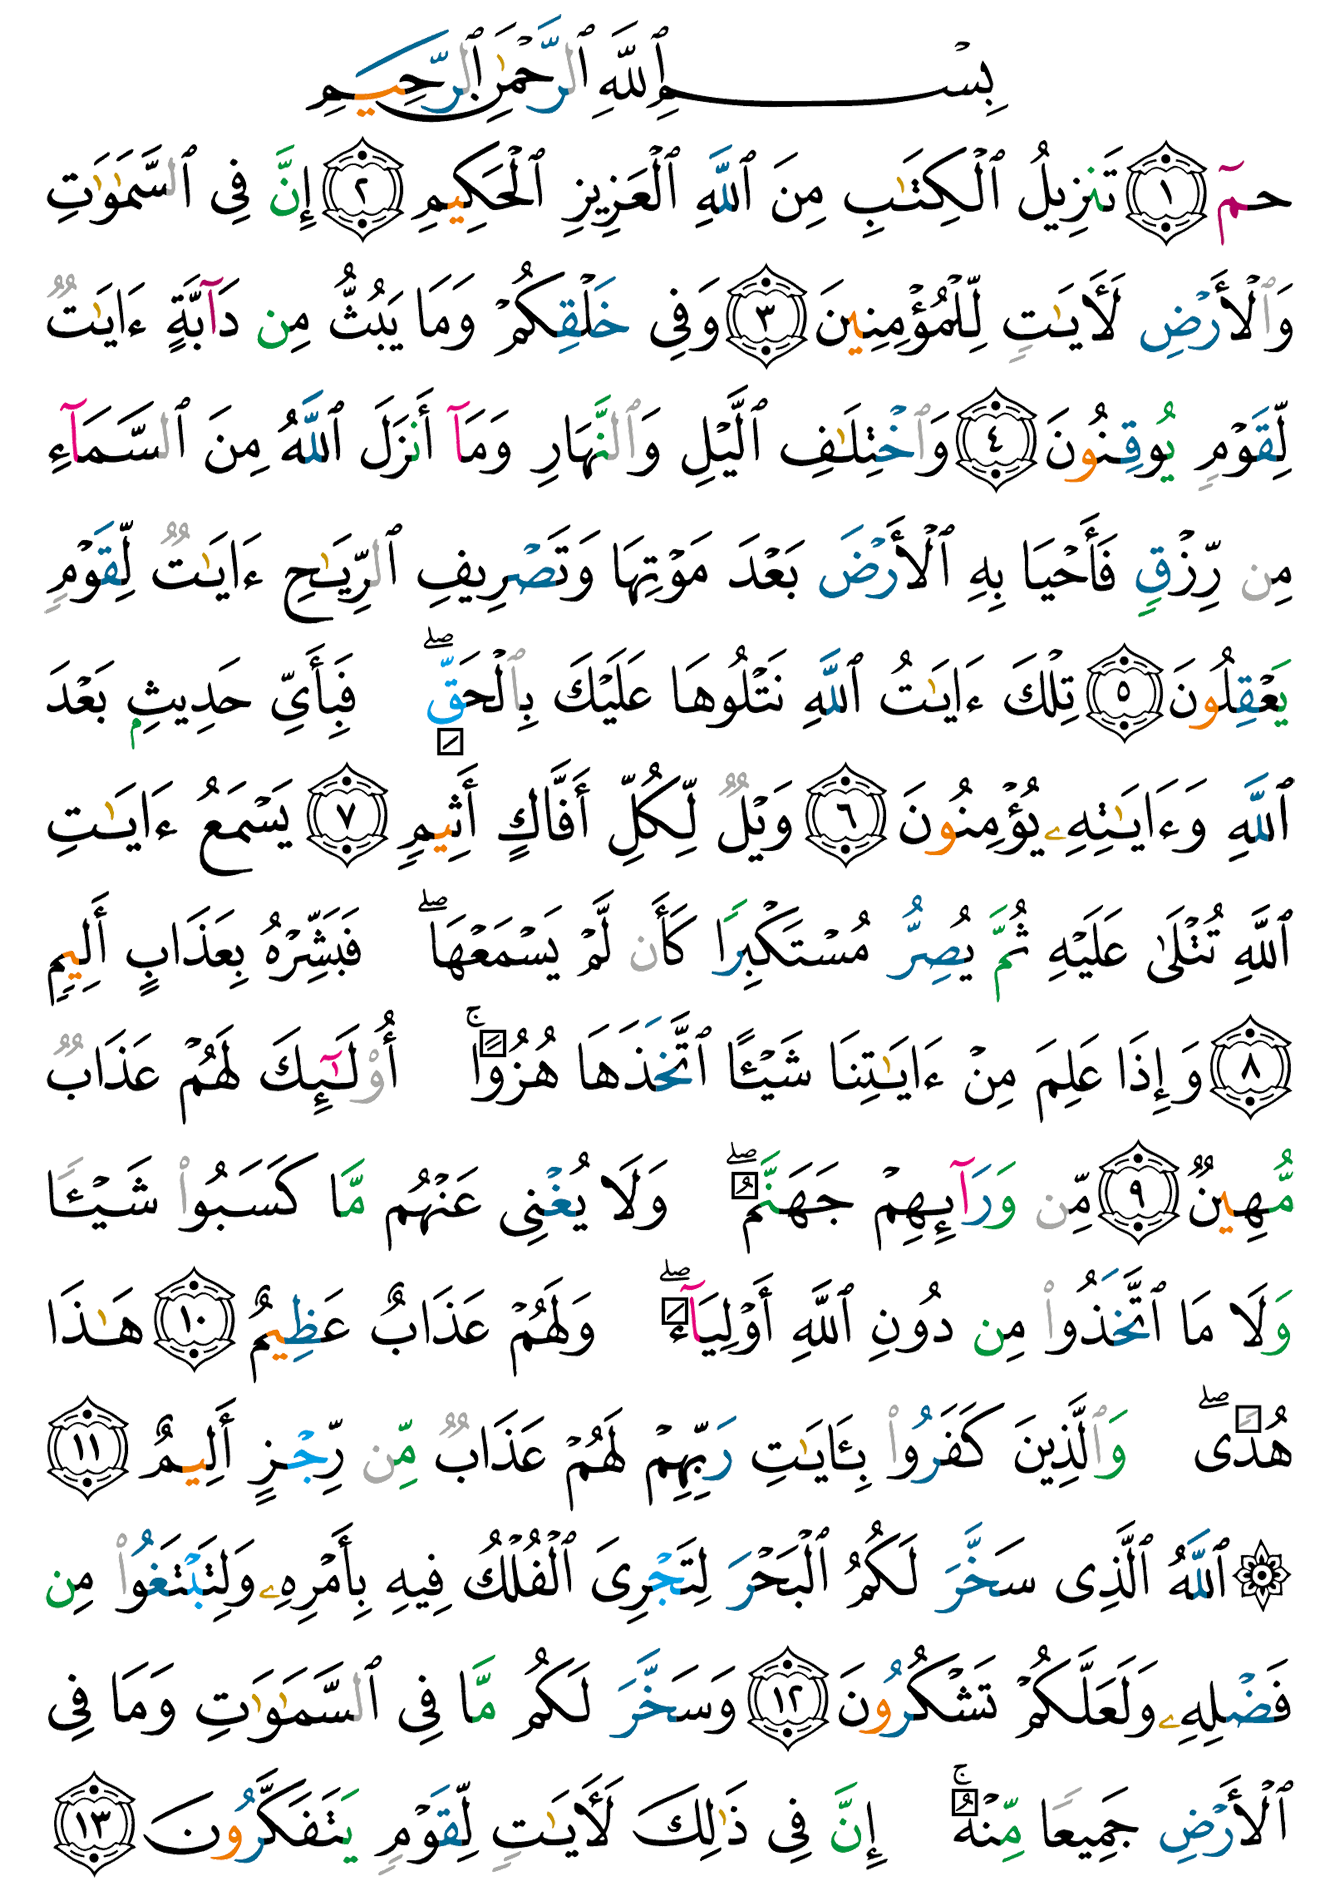 بِسْمِ ٱللَّهِ ٱلرَّحْمَٰنِ ٱلرَّحِيمِ
حمٓ ١ تَنزِيلُ ٱلْكِتَٰبِ مِنَ ٱللَّهِ ٱلْعَزِيزِ ٱلْحَكِيمِ ٢ إِنَّ فِى ٱلسَّمَٰوَٰتِ
وَٱلْأَرْضِ لَـَٔايَٰتٍ لِّلْمُؤْمِنِينَ ٣ وَفِى خَلْقِكُمْ وَمَا يَبُثُّ مِن دَآبَّةٍ ءَايَٰتٌ
لِّقَوْمٍ يُوقِنُونَ ٤ وَٱخْتِلَٰفِ ٱلَّيْلِ وَٱلنَّهَارِ وَمَآ أَنزَلَ ٱللَّهُ مِنَ ٱلسَّمَآءِ
مِن رِّزْقٍ فَأَحْيَا بِهِ ٱلْأَرْضَ بَعْدَ مَوْتِهَا وَتَصْرِيفِ ٱلرِّيَٰحِ ءَايَٰتٌ لِّقَوْمٍ
يَعْقِلُونَ ٥ تِلْكَ ءَايَٰتُ ٱللَّهِ نَتْلُوهَا عَلَيْكَ بِٱلْحَقِّ ۖ فَبِأَىِّ حَدِيثٍۭ بَعْدَ
ٱللَّهِ وَءَايَٰتِهِۦ يُؤْمِنُونَ ٦ وَيْلٌ لِّكُلِّ أَفَّاكٍ أَثِيمٍ ٧ يَسْمَعُ ءَايَٰتِ
ٱللَّهِ تُتْلَىٰ عَلَيْهِ ثُمَّ يُصِرُّ مُسْتَكْبِرًا كَأَن لَّمْ يَسْمَعْهَا ۖ فَبَشِّرْهُ بِعَذَابٍ أَلِيمٍ
٨ وَإِذَا عَلِمَ مِنْ ءَايَٰتِنَا شَيْـًٔا ٱتَّخَذَهَا هُزُوًا ۚ أُو۟لَٰٓئِكَ لَهُمْ عَذَابٌ
مُّهِينٌ ٩ مِّن وَرَآئِهِمْ جَهَنَّمُ ۖ وَلَا يُغْنِى عَنْهُم مَّا كَسَبُوا۟ شَيْـًٔا
وَلَا مَا ٱتَّخَذُوا۟ مِن دُونِ ٱللَّهِ أَوْلِيَآءَ ۖ وَلَهُمْ عَذَابٌ عَظِيمٌ ١٠ هَٰذَا
هُدًى ۖ وَٱلَّذِينَ كَفَرُوا۟ بِـَٔايَٰتِ رَبِّهِمْ لَهُمْ عَذَابٌ مِّن رِّجْزٍ أَلِيمٌ ١١
۞ ٱللَّهُ ٱلَّذِى سَخَّرَ لَكُمُ ٱلْبَحْرَ لِتَجْرِىَ ٱلْفُلْكُ فِيهِ بِأَمْرِهِۦ وَلِتَبْتَغُوا۟ مِن
فَضْلِهِۦ وَلَعَلَّكُمْ تَشْكُرُونَ ١٢ وَسَخَّرَ لَكُم مَّا فِى ٱلسَّمَٰوَٰتِ وَمَا فِى
ٱلْأَرْضِ جَمِيعًا مِّنْهُ ۚ إِنَّ فِى ذَٰلِكَ لَـَٔايَٰتٍ لِّقَوْمٍ يَتَفَكَّرُونَ ١٣